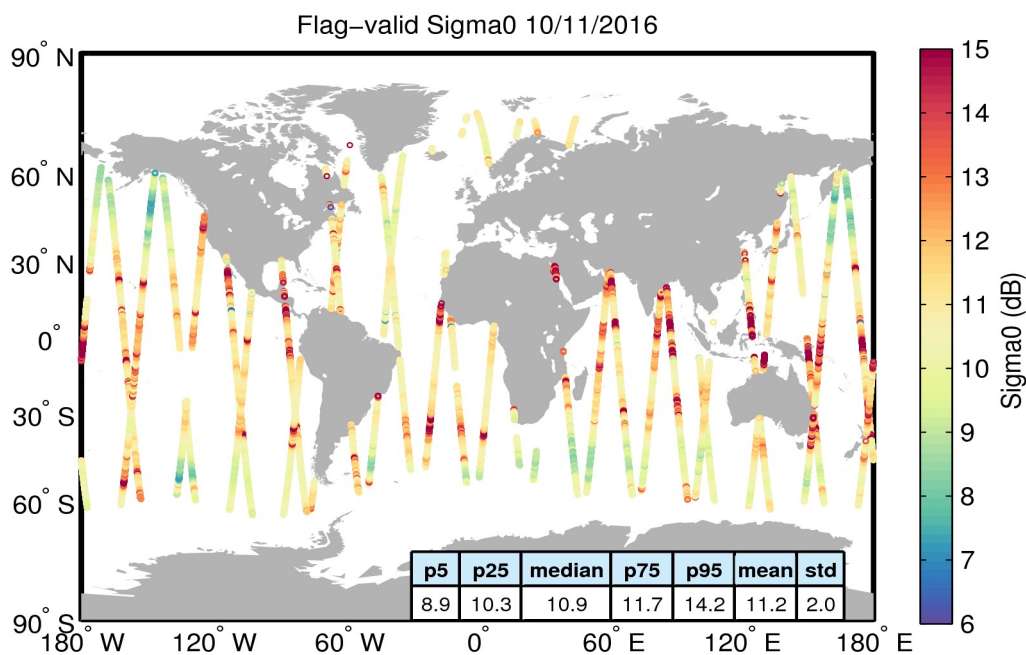 Flag-valid Sigma0 10/11/2016
90° N
60° N
30° N
0°
30° S
60° S
90° S
180° W
120° W
60° W
0°
60° E
120° E
180° E
15
14
13
12
11
10
9
8
7
6
Sigma0 (dB)
p5 p25 median p75 p95 mean std
8.9 10.3 10.9 11.7 14.2 11.2 2.0